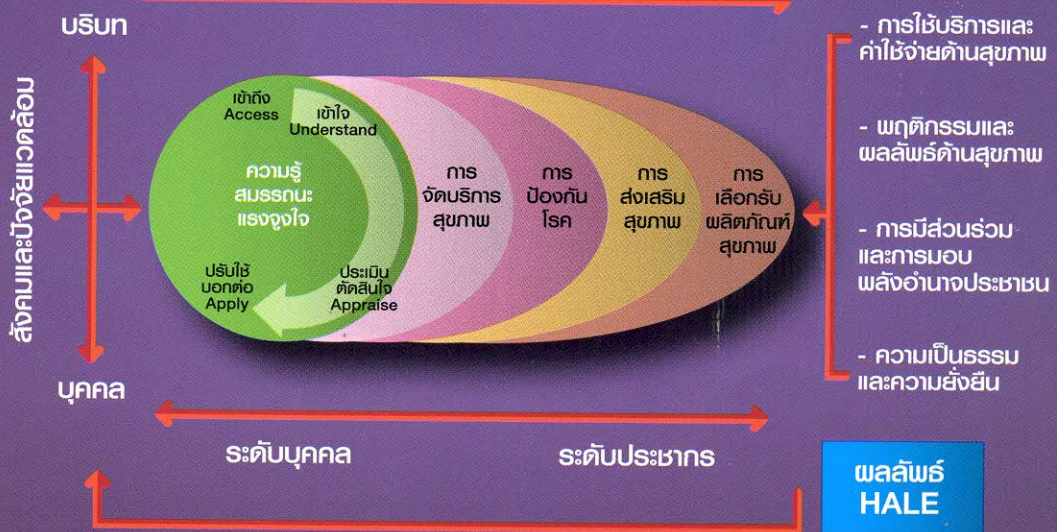 บริบท
สังคมและปัจจัยแวดล้อม
บุคคล
เข้าถึง
Access
เข้าใจ
Understand
ความรู้
สมรรถนะ
แรงจูงใจ
ปรับใช้
บอกต่อ
Apply
ประเมิน
ตัดสินใจ
Appraise
การ
จัดบริการ
สุขภาพ
การ
ป้องกัน
โรค
การ
ส่งเสริม
สุขภาพ
การ
เลือกรับ
ผลิตภัณฑ์
สุขภาพ
- การใช้บริการและ
ค่าใช้จ่ายด้านสุขภาพ
- พฤติกรรมและ
ผลลัพธ์ด้านสุขภาพ
- การมีส่วนร่วม
และการมอบ
พลังอำนาจประชาชน
- ความเป็นธรรม
และความยั่งยืน
ระดับบุคคล
ระดับประชากร
ผลลัพธ์
HALE